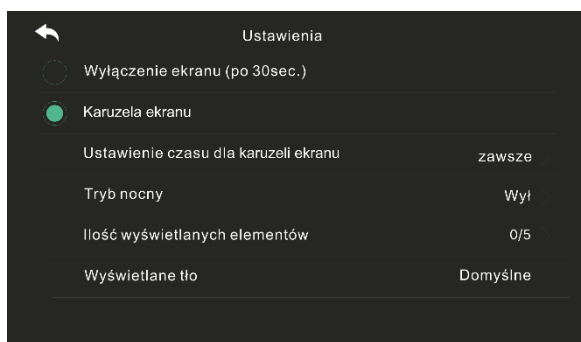 Ustawienia
Wyłączenie ekranu (po 30sec.)
Karuzela ekranu
Ustawienie czasu dla karuzeli ekranu zawsze
Tryb nocny Wył
Ilość wyświetlanych elementów 0/5
Wyświetlane tło Domyślne